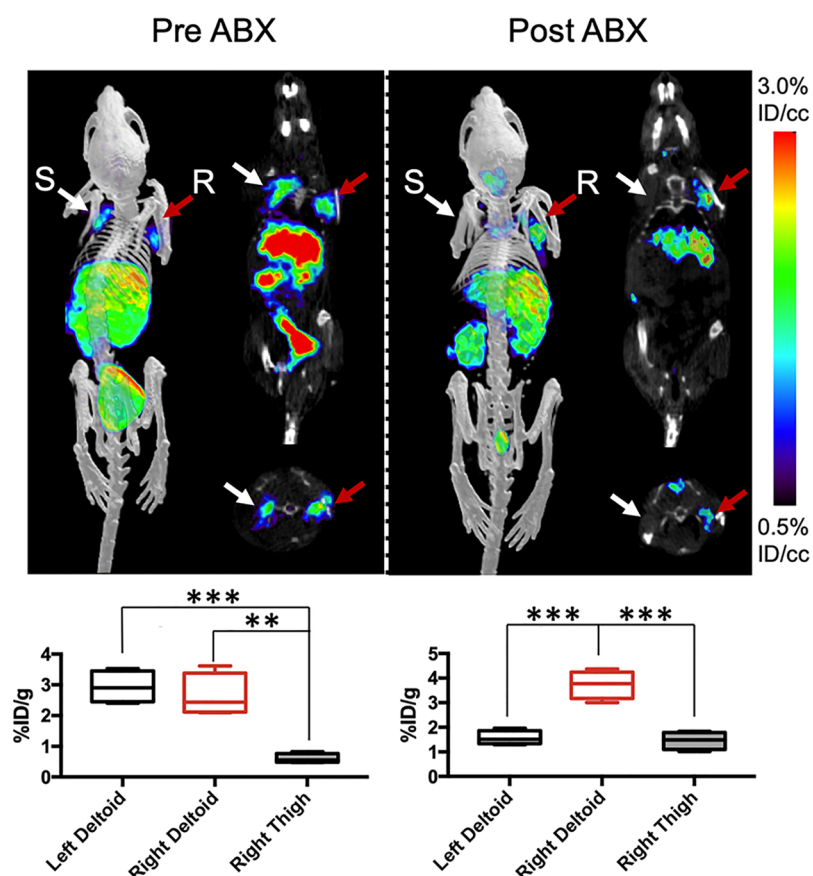 Pre ABX
Post ABX
3.0%
ID/cc
S
R
S
R
0.5%
ID/cc
***
**
4
3
2
1
0
%ID/g
Left Deltoid
Right Deltoid
Right Thigh
***
***
5
4
3
2
1
0
%ID/g
Left Deltoid
Right Deltoid
Right Thigh